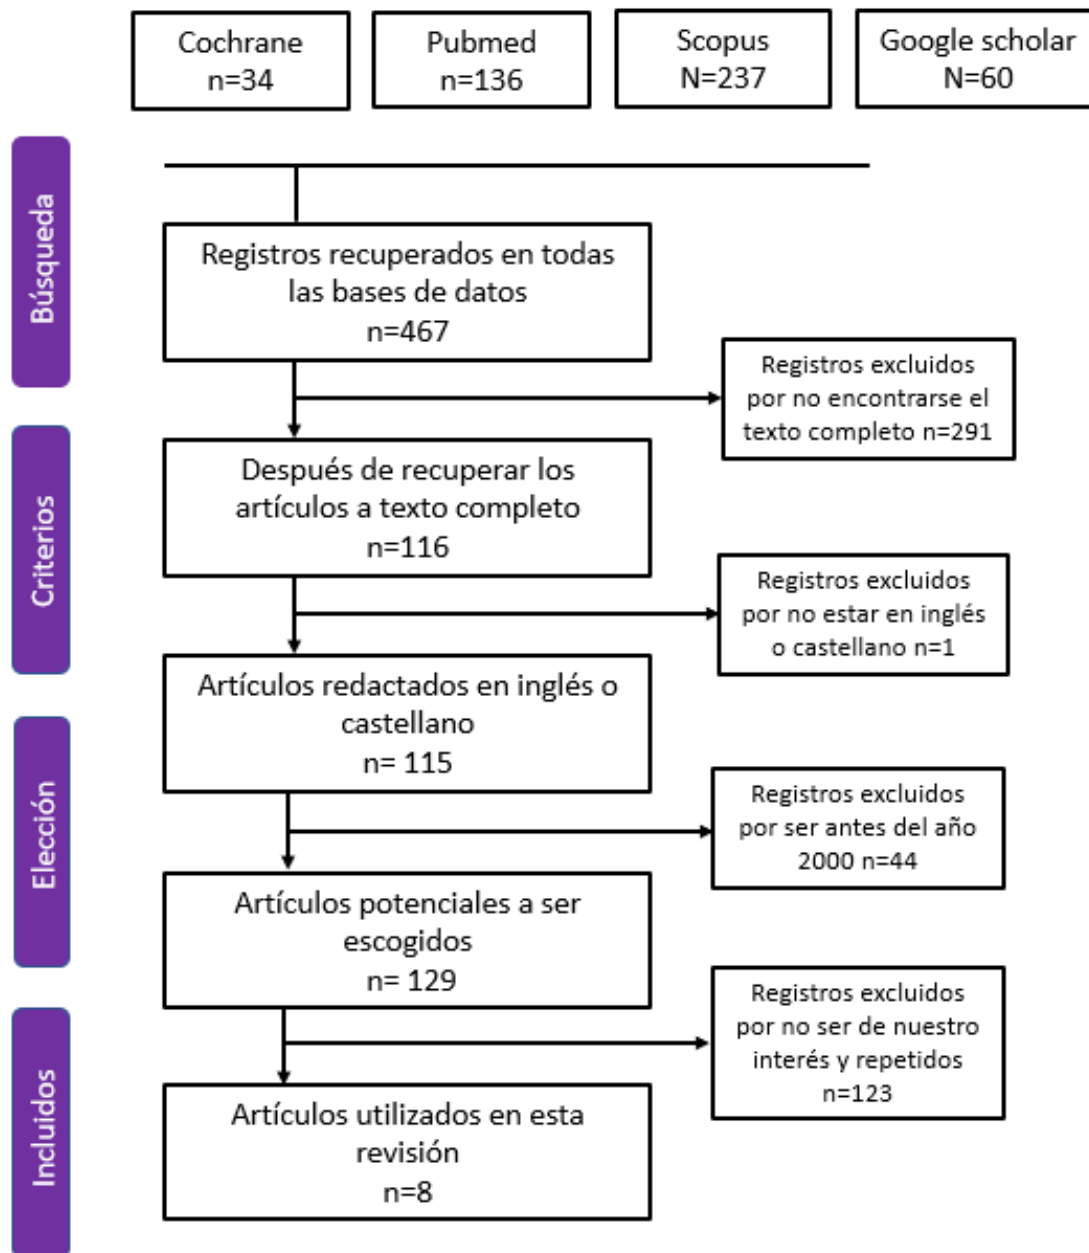 Cochrane
n=34
Pubmed
n=136
Scopus
N=237
Google scholar
N=60
Búsqueda
Registros recuperados en todas
las bases de datos
n=467
Registros excluidos
por no encontrarse el
texto completo n=291
Criterios
Después de recuperar los
artículos a texto completo
n=116
Registros excluidos
por no estar en inglés
o castellano n=1
Artículos redactados en inglés o
castellano
n= 115
Elección
Registros excluidos
por ser antes del año
2000 n=44
Artículos potenciales a ser
escogidos
n= 129
Registros excluidos
por no ser de nuestro
interés y repetidos
n=123
Incluidos
Artículos utilizados en esta
revisión
n=8